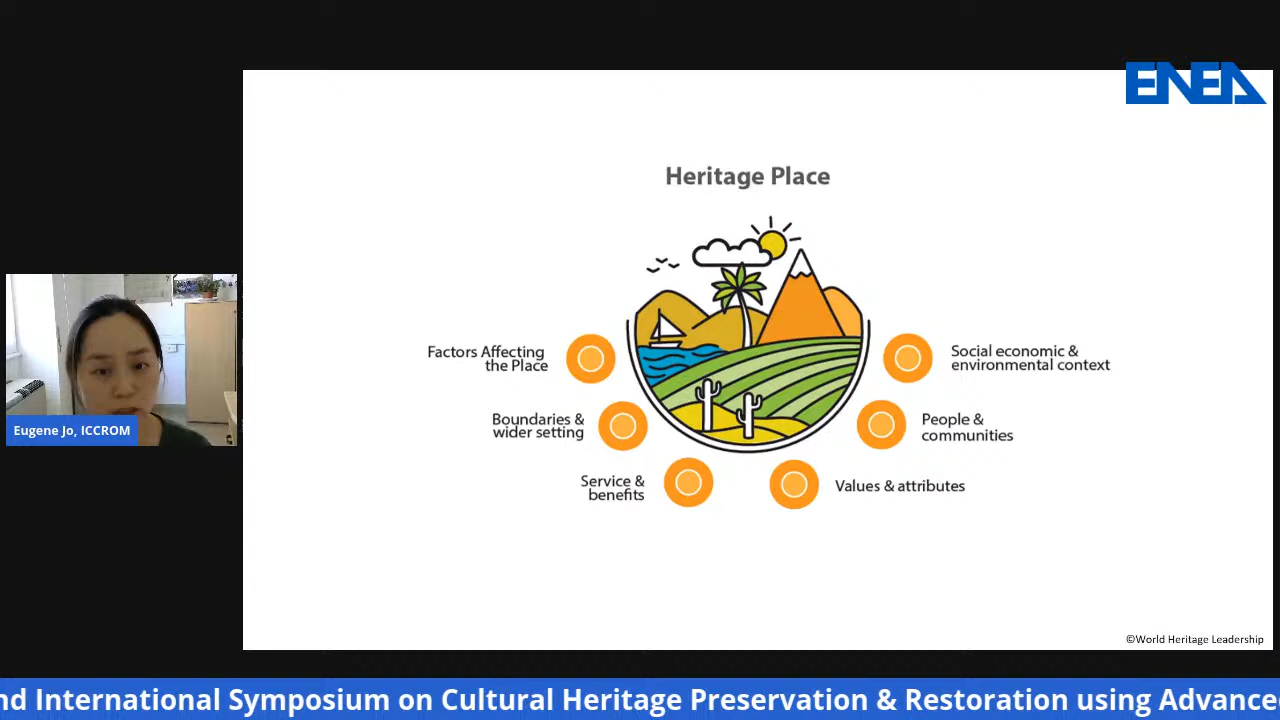 ENEA
Heritage Place
Factors Affecting
the Place
Social economic &
environmental context
Boundaries &
wider setting
People &
communities
Service &
benefits
Values & attributes
Eugene Jo, ICCROM
©World Heritage Leadership
nd International Symposium on Cultural Heritage Preservation & Restoration using Advance